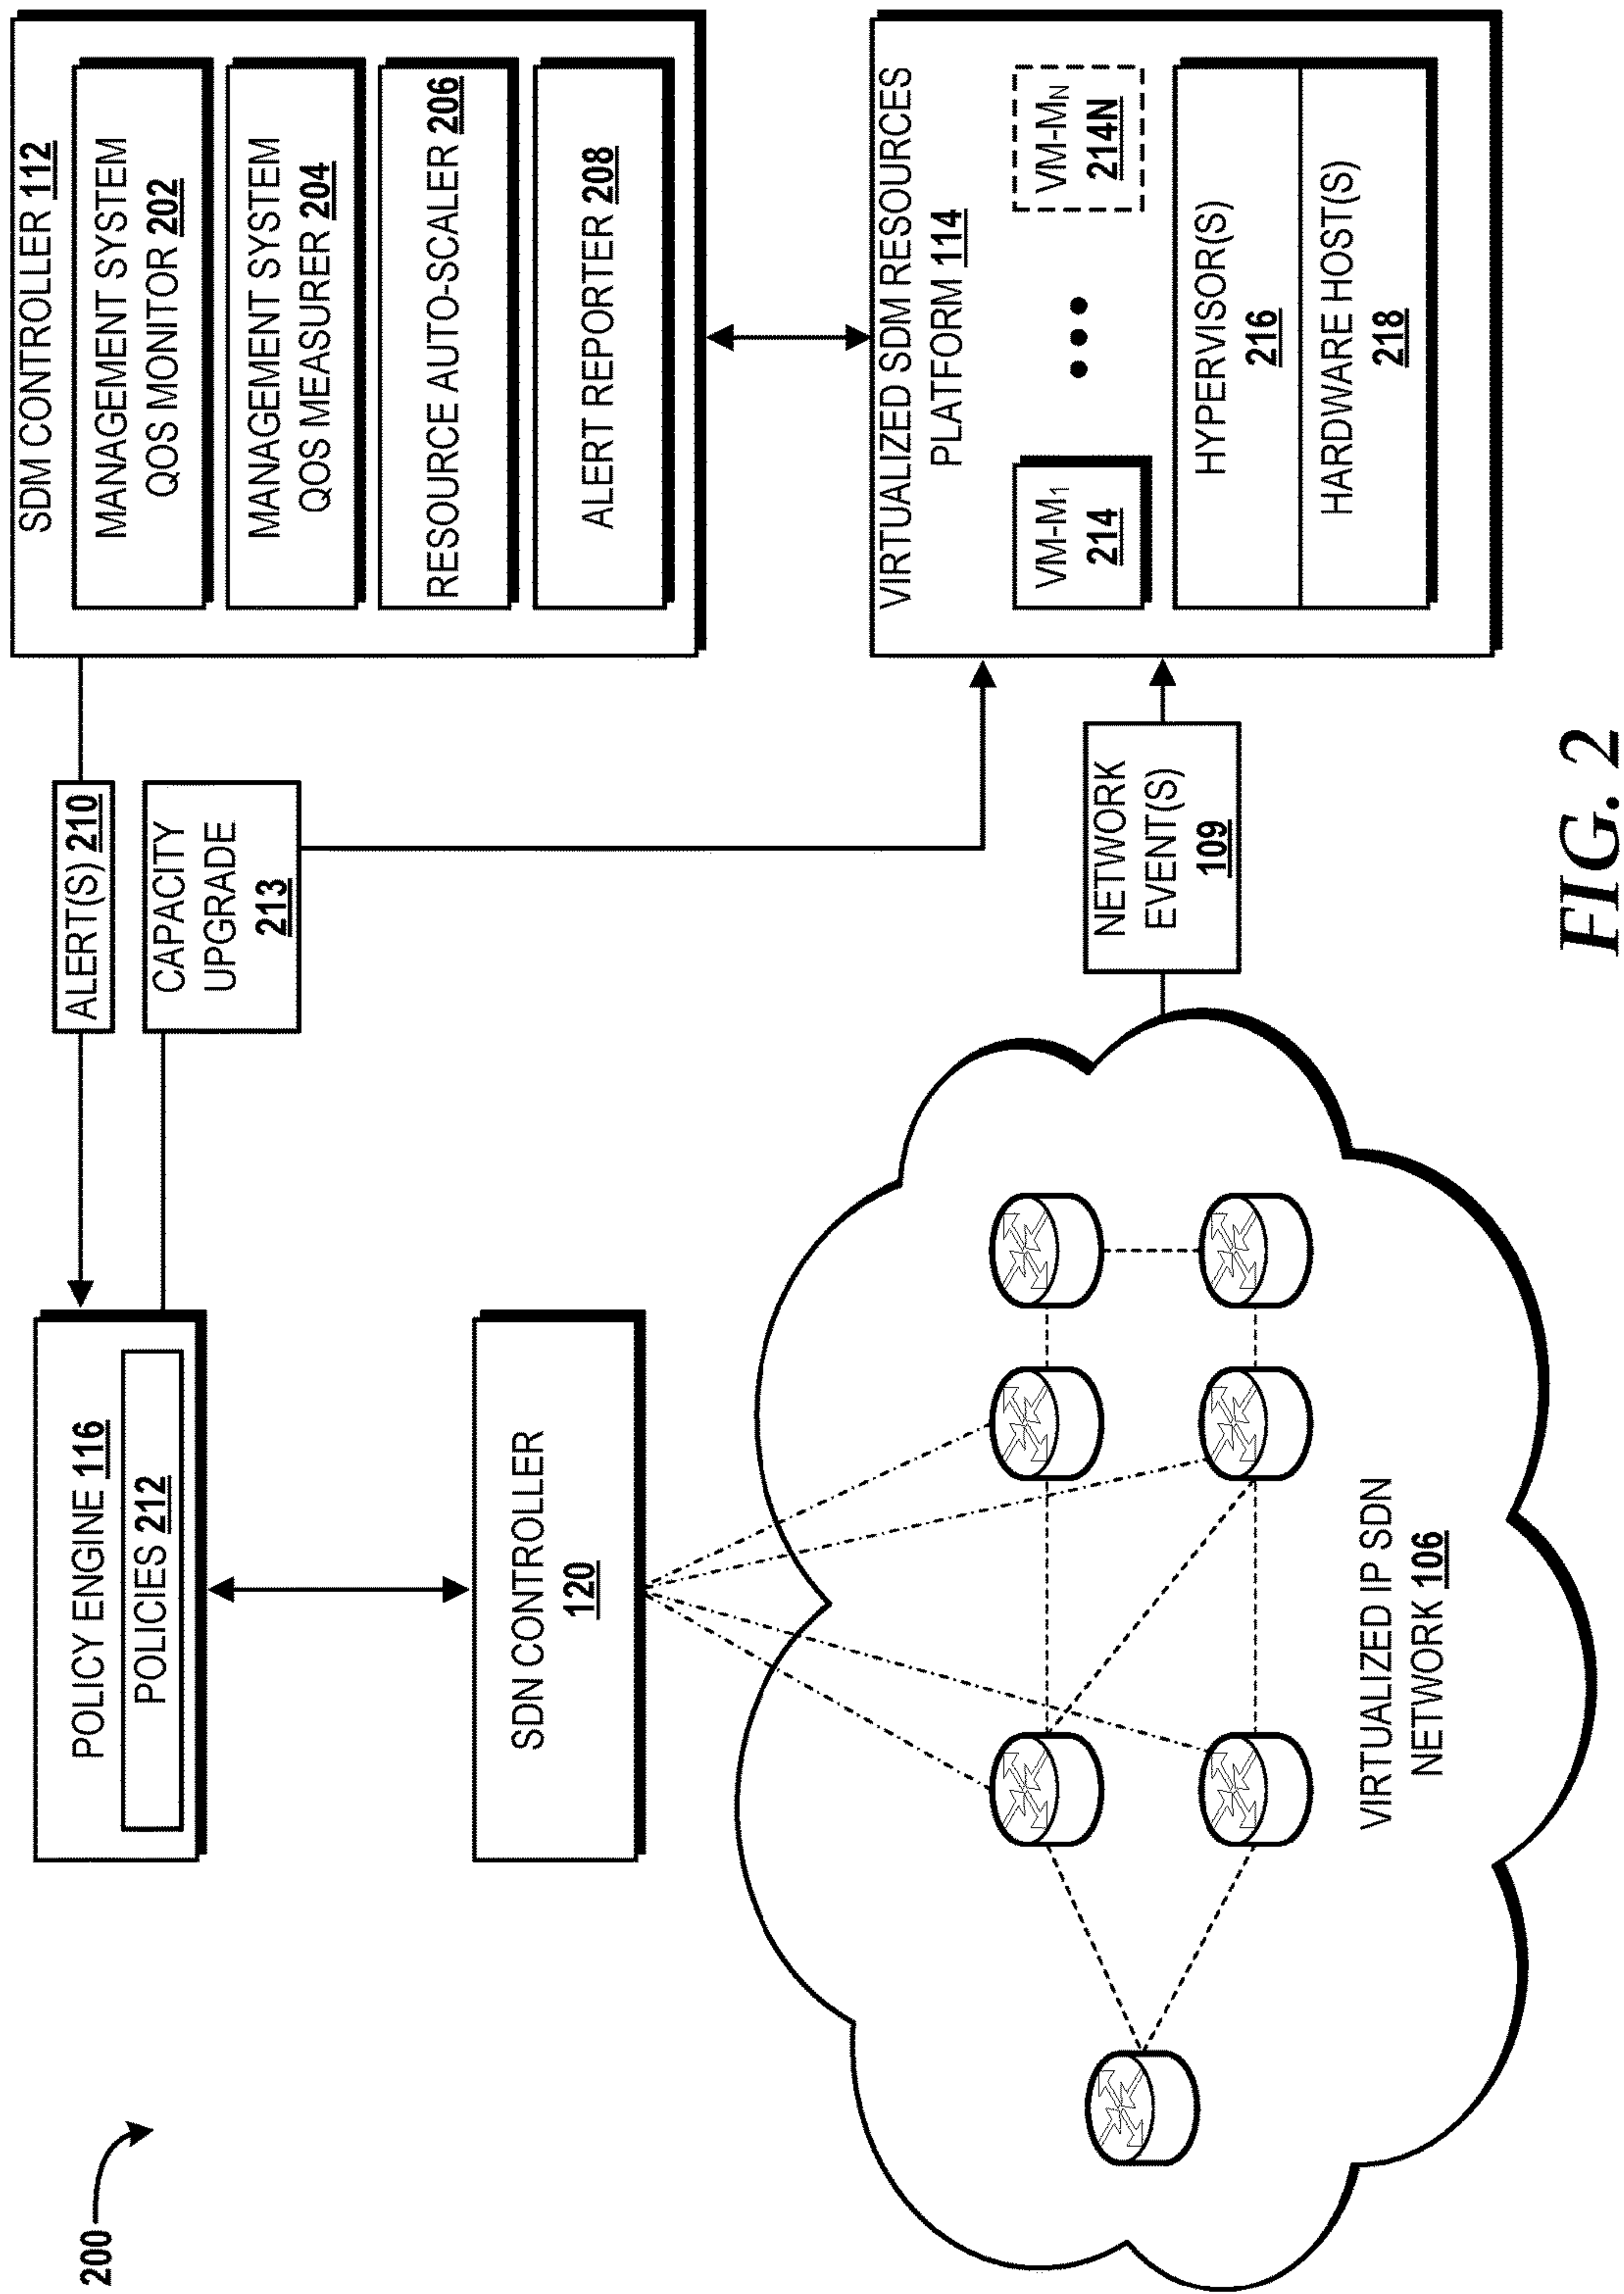 200
POLICY ENGINE 116
POLICIES 212
ALERT(S) 210
CAPACITY
UPGRADE
213
SDM CONTROLLER 112
MANAGEMENT SYSTEM
QOS MONITOR 202
MANAGEMENT SYSTEM
QOS MEASURER 204
RESOURCE AUTO-SCALER 206
ALERT REPORTER 208
SDN CONTROLLER
120
VIRTUALIZED SDM RESOURCES
PLATFORM 114
VM-M1
214
VM-MN
214N
HYPERVISOR(S)
216
HARDWARE HOST(S)
218
NETWORK
EVENT(S)
109
VIRTUALIZED IP SDN
NETWORK 106
FIG. 2